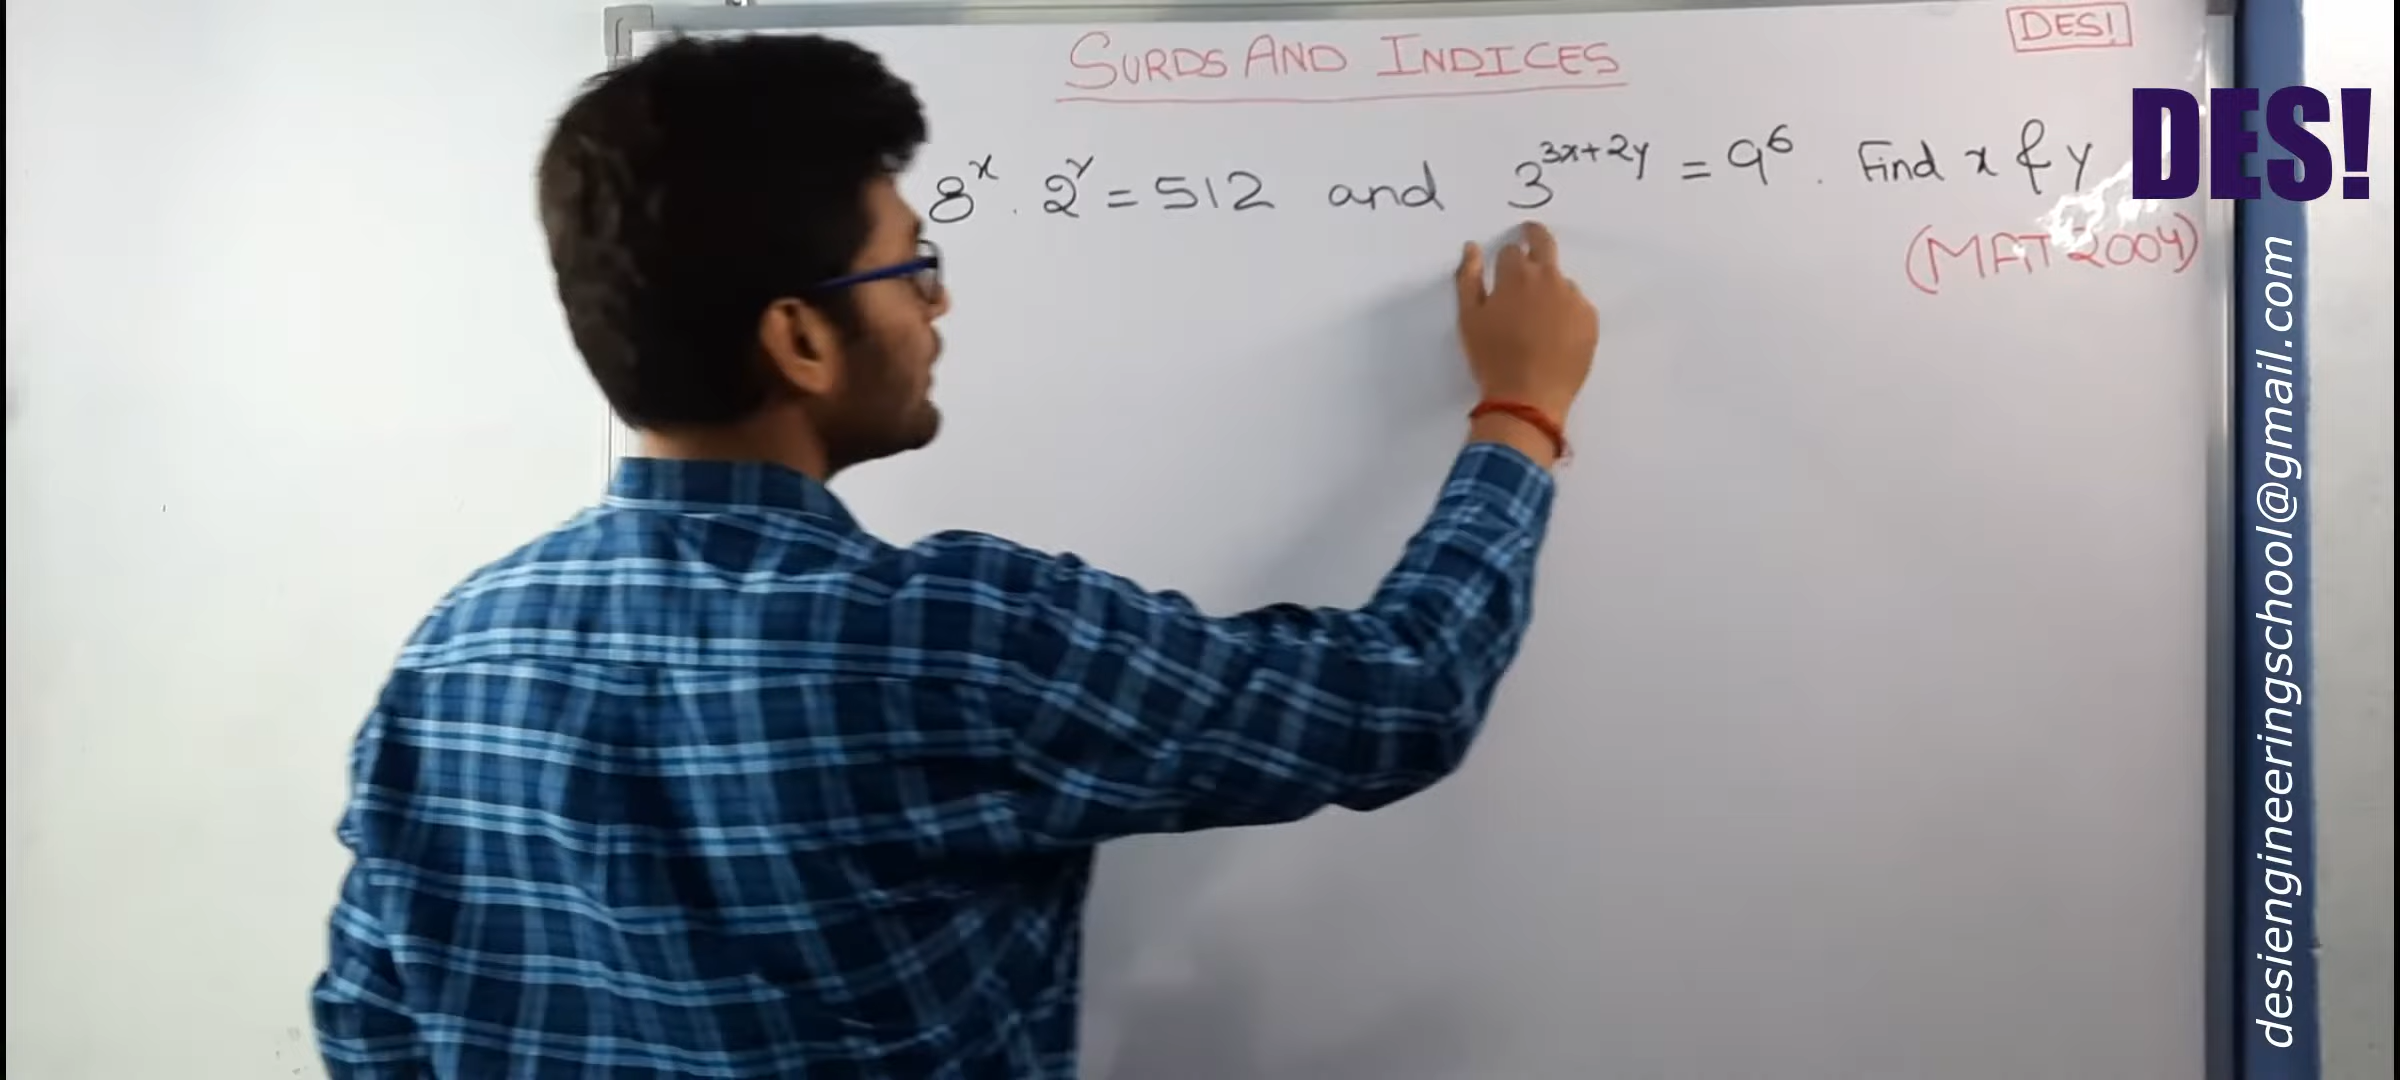 SURDS AND INDICES
DES!
DES!
8^x . 2^y = 512 and 3^{3x+2y} = 9^6 . Find x & y
(MAT 2004)
desiengineeringschool@gmail.com